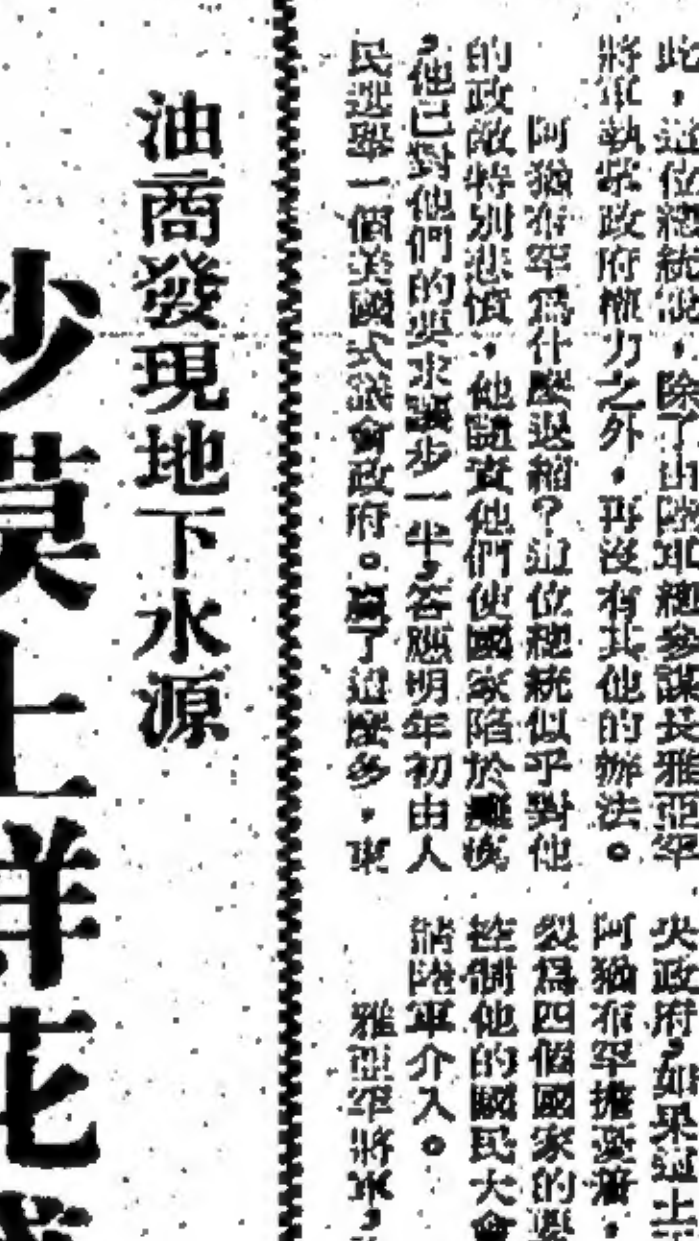 此，這位總統說，除了由陸軍總參謀長雅亞罕
將軍執掌政府權力之外，再沒有其他的辦法。
阿猶布罕爲什麼退縮？這位總統似乎對他
的政敵特別悲憤，他譴責他們使國家陷於癱瘓
，他已對他們的要求讓步一半，答應明年初由人
民選舉一個美國式議會政府。爲了這麼多，東
央政府，如果這上
阿猶布罕擔憂
裂爲四個國家的要
控制他的國民大會
請陸軍介入。
雅亞罕將軍，
油商發現地下水源
沙漠上鮮花